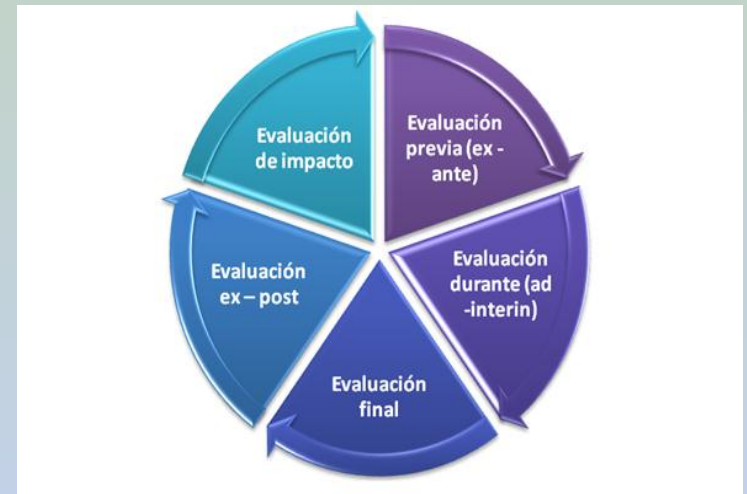 Evaluación
previa (ex -
ante)
Evaluación
durante (ad
-interin)
Evaluación
final
Evaluación
ex – post
Evaluación
de impacto